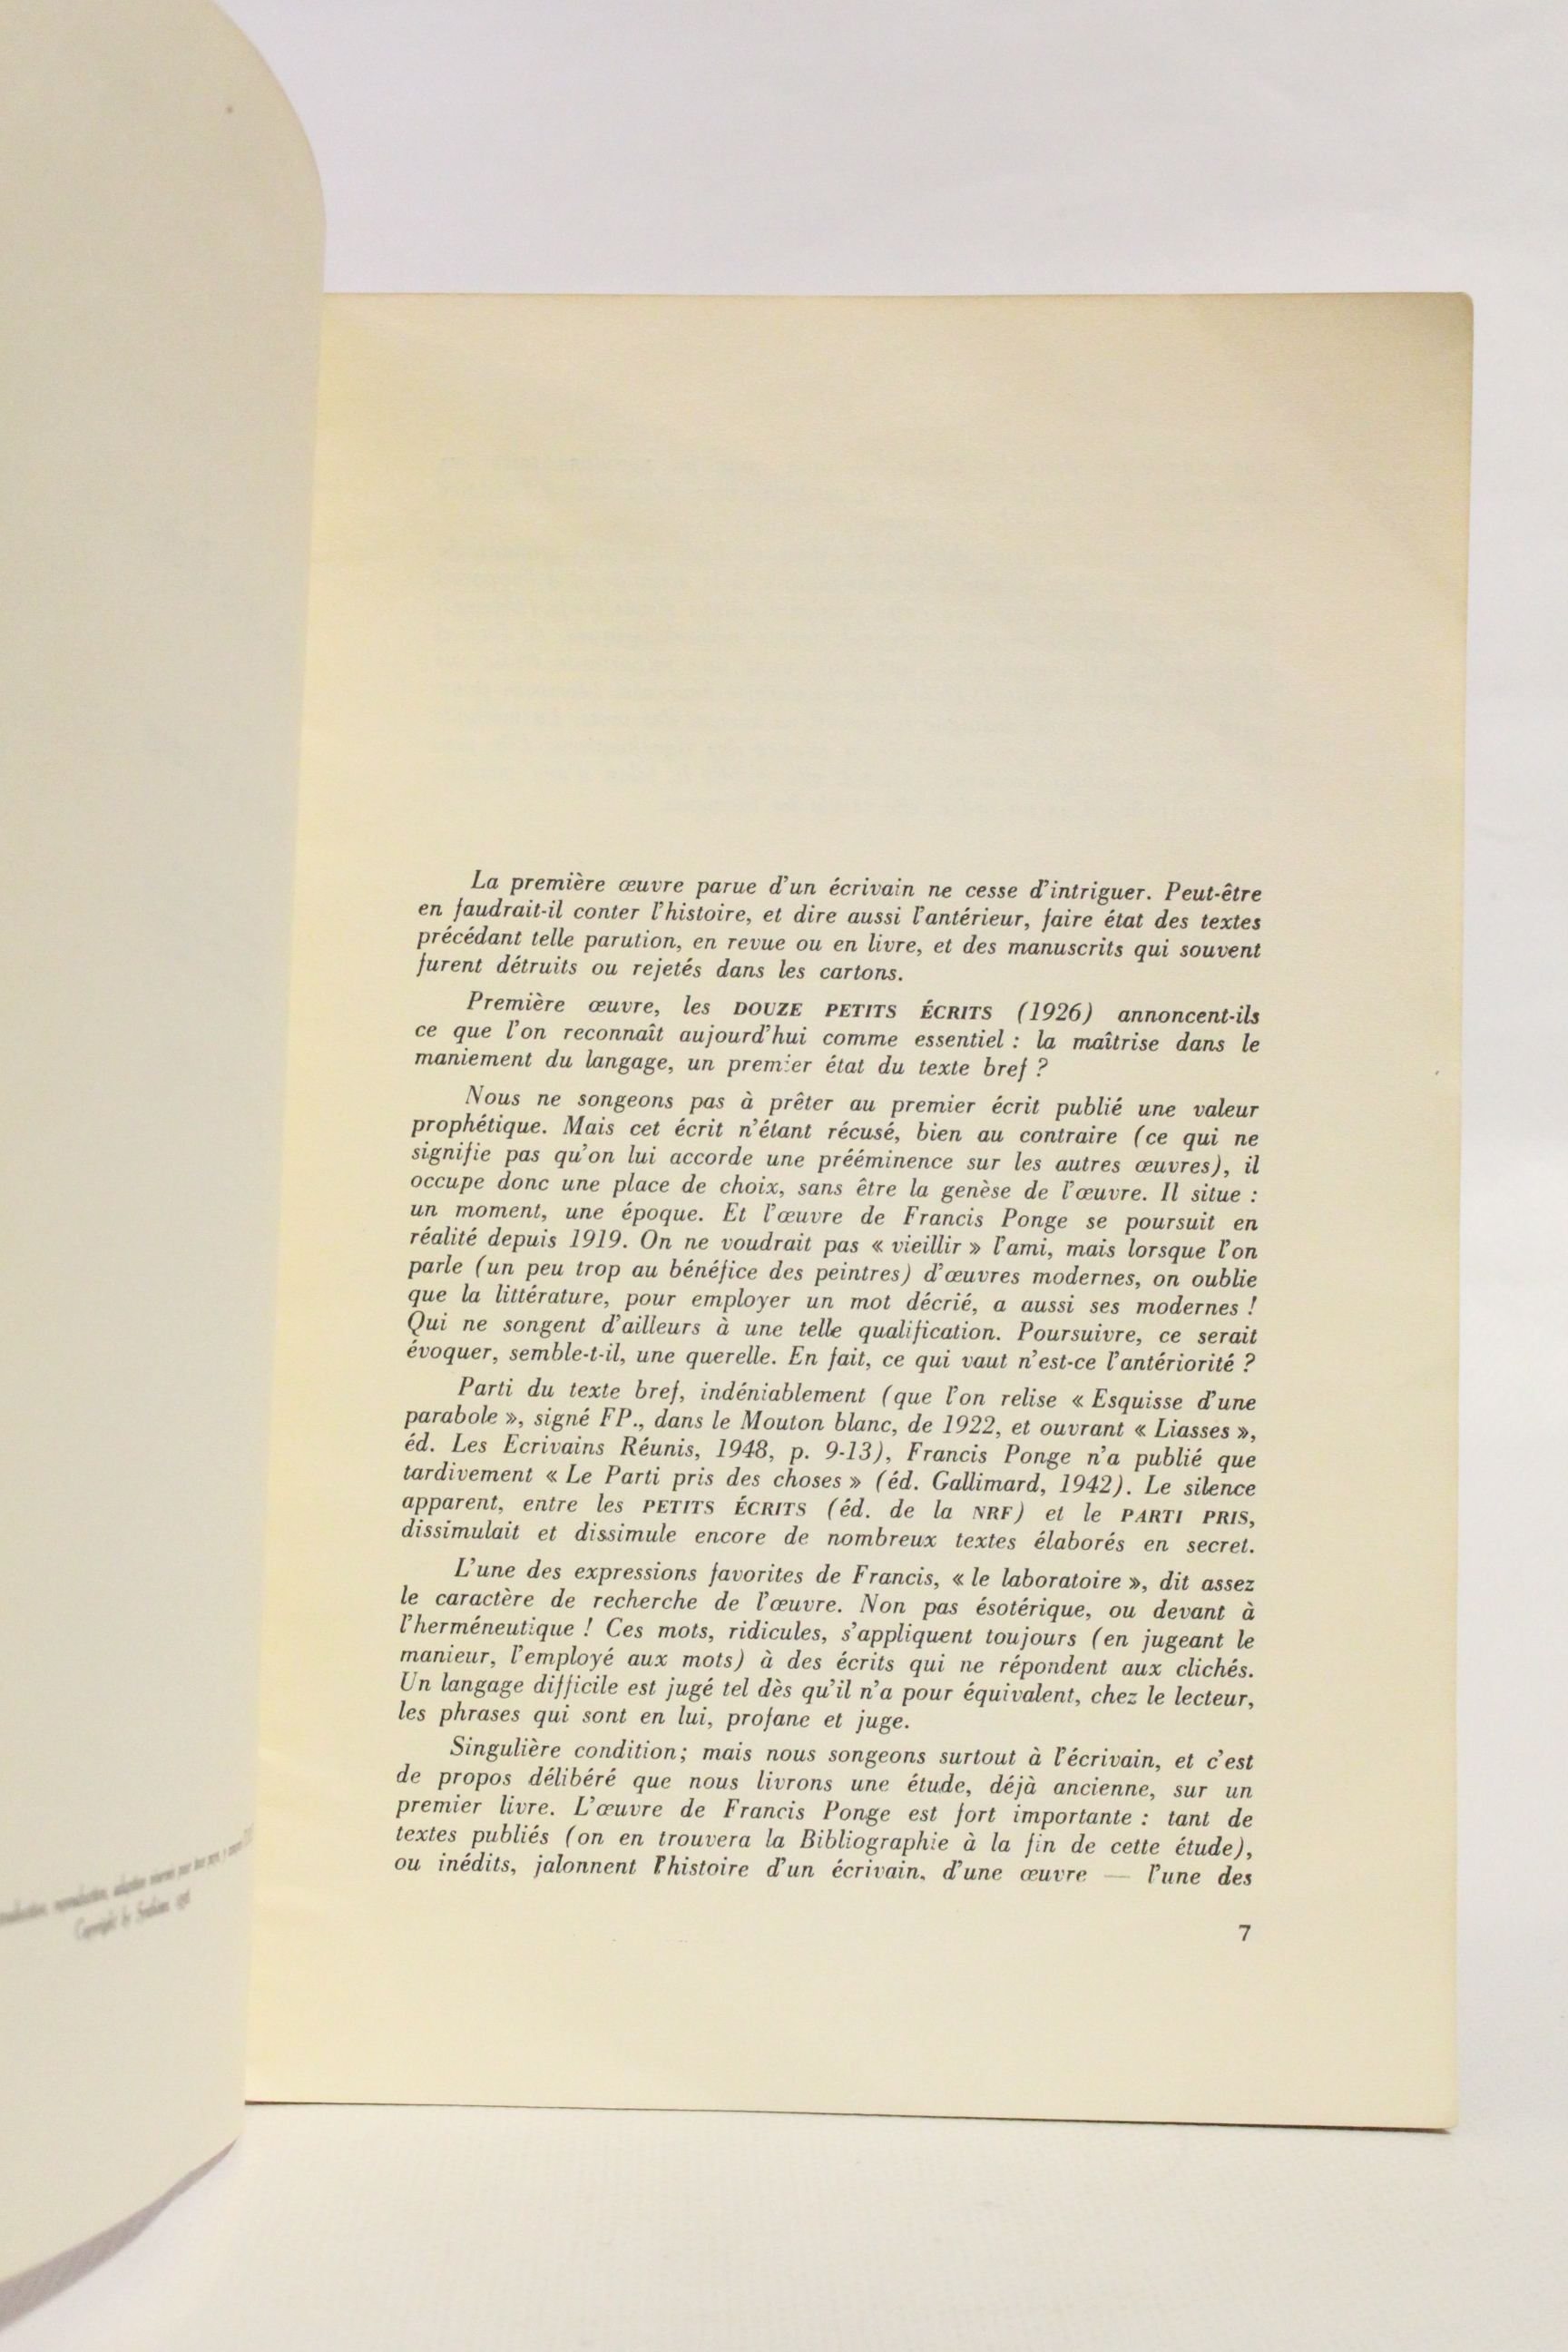 La première œuvre parue d'un écrivain ne cesse d'intriguer. Peut-être
en faudrait-il conter l'histoire, et dire aussi l'antérieur, faire état des textes
précédant telle parution, en revue ou en livre, et des manuscrits qui souvent
furent détruits ou rejetés dans les cartons.
Première œuvre, les DOUZE PETITS ÉCRITS (1926) annoncent-ils
ce que l'on reconnaît aujourd'hui comme essentiel : la maîtrise dans le
maniement du langage, un premier état du texte bref ?
Nous ne songeons pas à prêter au premier écrit publié une valeur
prophétique. Mais cet écrit n'étant récusé, bien au contraire (ce qui ne
signifie pas qu'on lui accorde une prééminence sur les autres œuvres), il
occupe donc une place de choix, sans être la genèse de l'œuvre. Il situe :
un moment, une époque. Et l'œuvre de Francis Ponge se poursuit en
réalité depuis 1919. On ne voudrait pas « vieillir » l'ami, mais lorsque l'on
parle (un peu trop au bénéfice des peintres) d'œuvres modernes, on oublie
que la littérature, pour employer un mot décrié, a aussi ses modernes !
Qui ne songent d'ailleurs à une telle qualification. Poursuivre, ce serait
évoquer, semble-t-il, une querelle. En fait, ce qui vaut n'est-ce l'antériorité ?
Parti du texte bref, indéniablement (que l'on relise « Esquisse d'une
parabole », signé FP., dans le Mouton blanc, de 1922, et ouvrant « Liasses »,
éd. Les Ecrivains Réunis, 1948, p. 9-13), Francis Ponge n'a publié que
tardivement « Le Parti pris des choses » (éd. Gallimard, 1942). Le silence
apparent, entre les PETITS ÉCRITS (éd. de la NRF) et le PARTI PRIS,
dissimulait et dissimule encore de nombreux textes élaborés en secret.
L'une des expressions favorites de Francis, « le laboratoire », dit assez
le caractère de recherche de l'œuvre. Non pas ésotérique, ou devant à
l'herméneutique ! Ces mots, ridicules, s'appliquent toujours (en jugeant le
manieur, l'employé aux mots) à des écrits qui ne répondent aux clichés.
Un langage difficile est jugé tel dès qu'il n'a pour équivalent, chez le lecteur,
les phrases qui sont en lui, profane et juge.
Singulière condition; mais nous songeons surtout à l'écrivain, et c'est
de propos délibéré que nous livrons une étude, déjà ancienne, sur un
premier livre. L'œuvre de Francis Ponge est fort importante : tant de
textes publiés (on en trouvera la Bibliographie à la fin de cette étude),
ou inédits, jalonnent l'histoire d'un écrivain, d'une œuvre — l'une des
7